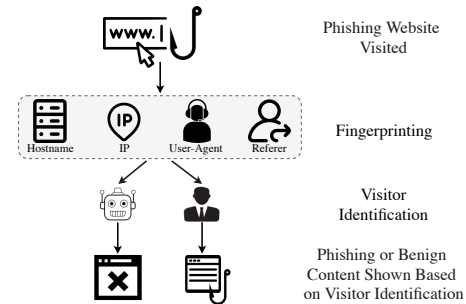 www.
Phishing Website
Visited
IP
Hostname
IP
User-Agent
Referer
Fingerprinting
Visitor
Identification
Phishing or Benign
Content Shown Based
on Visitor Identification